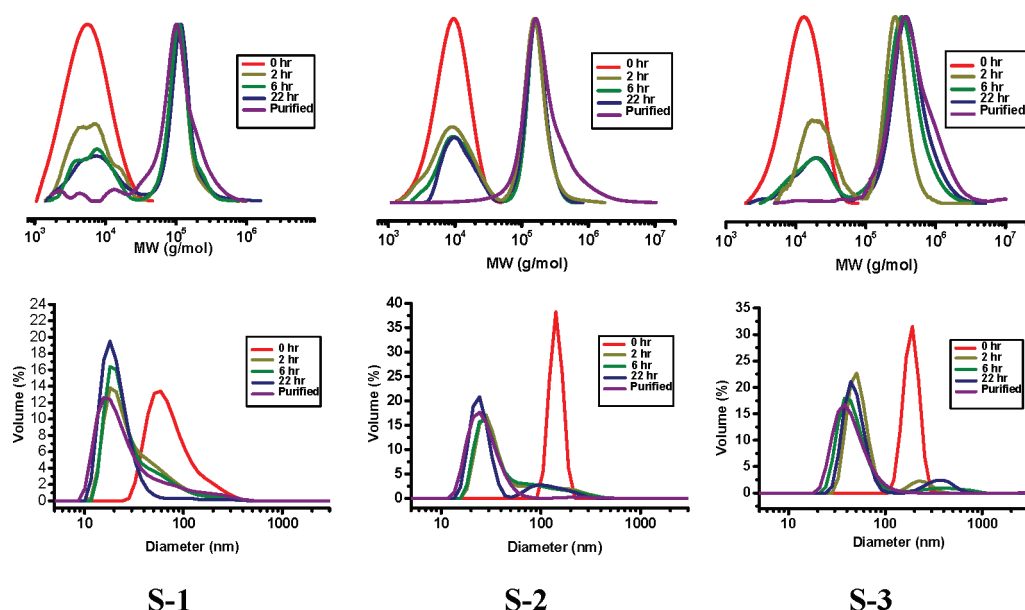 0 hr
2 hr
6 hr
22 hr
Purified
10³ 10⁴ 10⁵ 10⁶
MW (g/mol)
0 hr
2 hr
6 hr
22 hr
Purified
10³ 10⁴ 10⁵ 10⁶ 10⁷
MW (g/mol)
0 hr
2 hr
6 hr
22 hr
Purified
10³ 10⁴ 10⁵ 10⁶ 10⁷
MW (g/mol)
Volume (%)
24
22
20
18
16
14
12
10
8
6
4
2
0
0 hr
2 hr
6 hr
22 hr
Purified
10 100 1000
Diameter (nm)
Volume (%)
40
35
30
25
20
15
10
5
0
0 hr
2 hr
6 hr
22 hr
Purified
10 100 1000
Diameter (nm)
Volume (%)
35
30
25
20
15
10
5
0
0 hr
2 hr
6 hr
22 hr
Purified
10 100 1000
Diameter (nm)
S-1 S-2 S-3